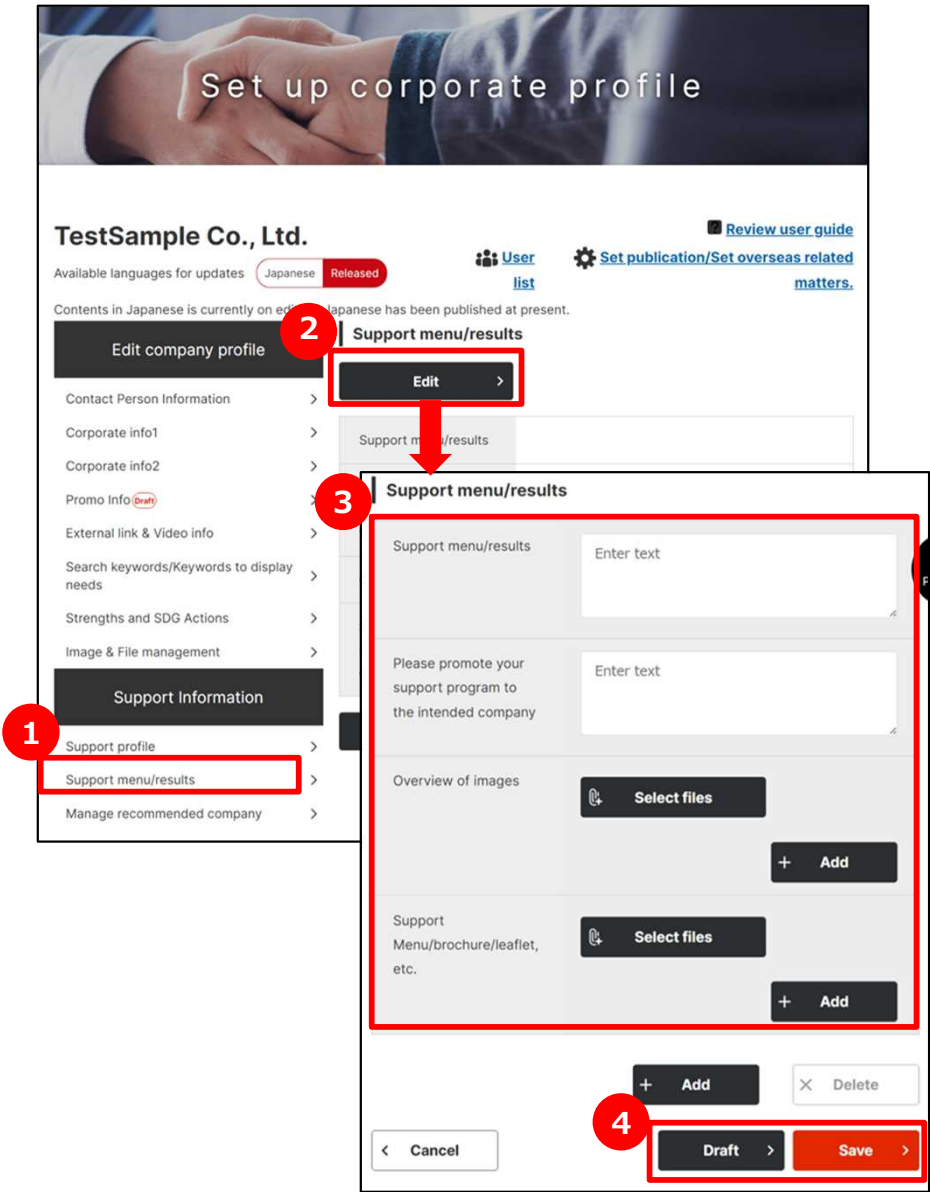 Set up corporate profile
TestSample Co., Ltd.
Review user guide
User list
Set publication/Set overseas related
matters.
Available languages for updates
Japanese
Released
Contents in Japanese is currently on
Japanese has been published at present.
Edit company profile
Contact Person Information
Corporate info1
Corporate info2
Promo Info Draft
External link & Video info
Search keywords/Keywords to display
needs
Strengths and SDG Actions
Image & File management
Support Information
1
Support profile
Support menu/results
Manage recommended company
2
Support menu/results
Edit
Support menu/results
3
Support menu/results
Support menu/results
Enter text
Please promote your
support program to
the intended company
Enter text
Overview of images
Select files
+ Add
Support
Menu/brochure/leaflet,
etc.
Select files
+ Add
+ Add
Delete
4
Cancel
Draft
Save